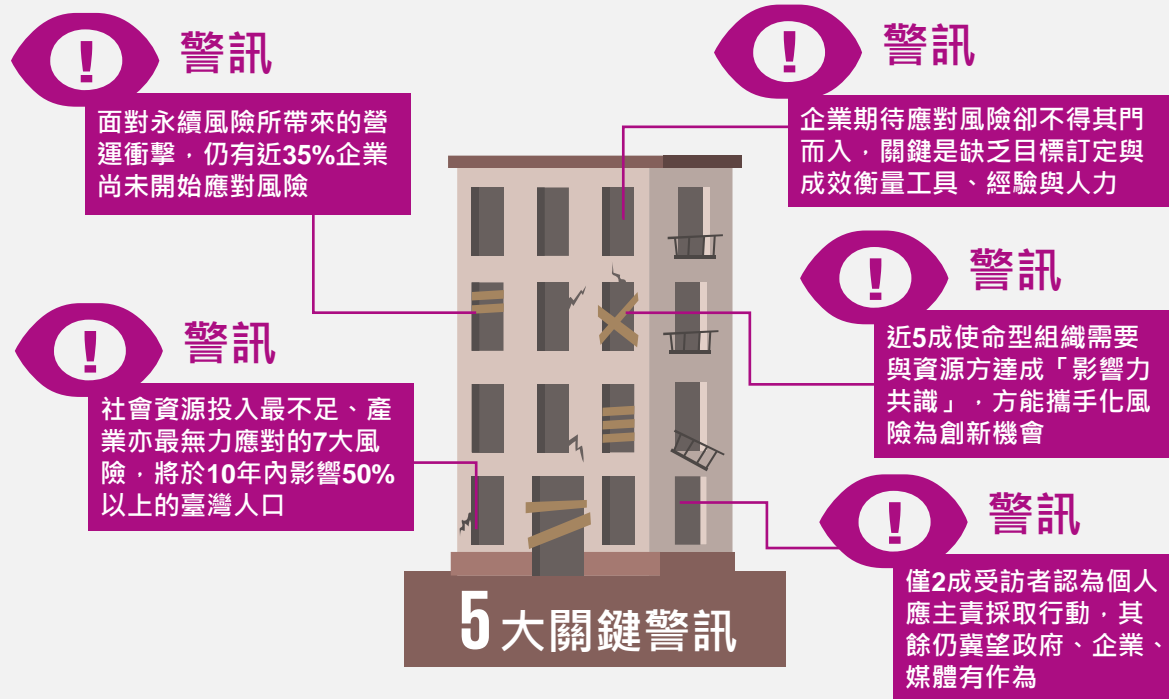 警訊
面對永續風險所帶來的營
運衝擊，仍有近35%企業
尚未開始應對風險
警訊
社會資源投入最不足、產
業亦最無力應對的7大風
險，將於10年內影響50%
以上的臺灣人口
警訊
企業期待應對風險卻不得其門
而入，關鍵是缺乏目標訂定與
成效衡量工具、經驗與人力
警訊
近5成使命型組織需要
與資源方達成「影響力
共識」，方能攜手化風
險為創新機會
警訊
僅2成受訪者認為個人
應主責採取行動，其
餘仍冀望政府、企業、
媒體有作為
5大關鍵警訊